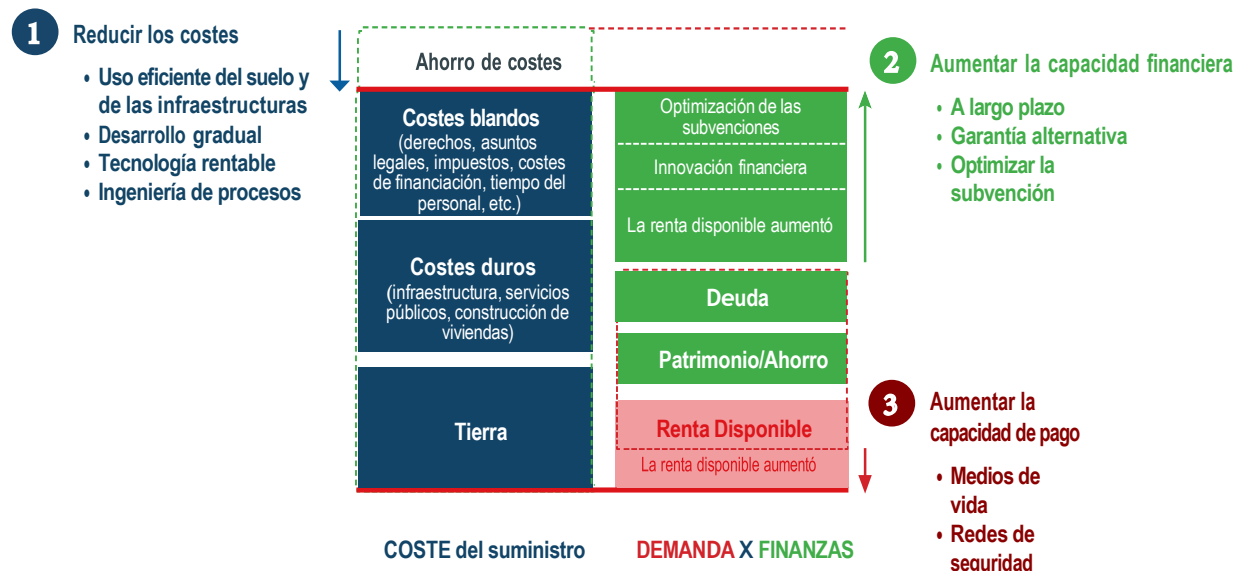 1
Reducir los costes
• Uso eficiente del suelo y
de las infraestructuras
• Desarrollo gradual
• Tecnología rentable
• Ingeniería de procesos
Ahorro de costes
Costes blandos
(derechos, asuntos
legales, impuestos, costes
de financiación, tiempo del
personal, etc.)
Costes duros
(infraestructura, servicios
públicos, construcción de
viviendas)
Tierra
COSTE del suministro
Optimización de las
subvenciones
Innovación financiera
La renta disponible aumentó
Deuda
Patrimonio/Ahorro
Renta Disponible
La renta disponible aumentó
DEMANDA X FINANZAS
2
Aumentar la capacidad financiera
• A largo plazo
• Garantía alternativa
• Optimizar la
subvención
3
Aumentar la
capacidad de pago
• Medios de
vida
• Redes de
seguridad